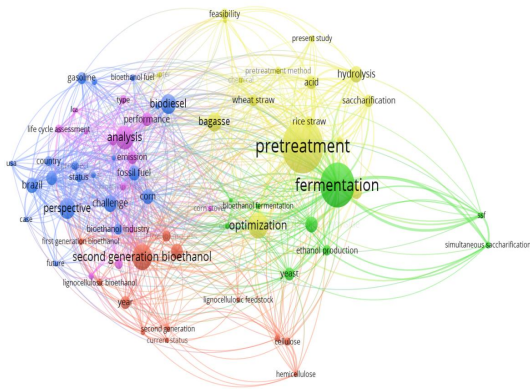 feasibility
present study
gasoline
bioethanol fuel
pretreatment method
hydrolysis
acid
lca
type
biodiesel
wheat straw
saccharification
performance
bagasse
rice straw
life cycle assessment
analysis
pretreatment
usa
country
emission
brazil
status
fossil fuel
fermentation
corn
perspective
challenge
corn stover
bioethanol fermentation
ssf
case
bioethanol industry
optimization
first generation bioethanol
ethanol production
simultaneous saccharification
future
second generation bioethanol
lignocellulosic bioethanol
yeast
year
lignocellulosic feedstock
second generation
current status
cellulose
hemicellulose